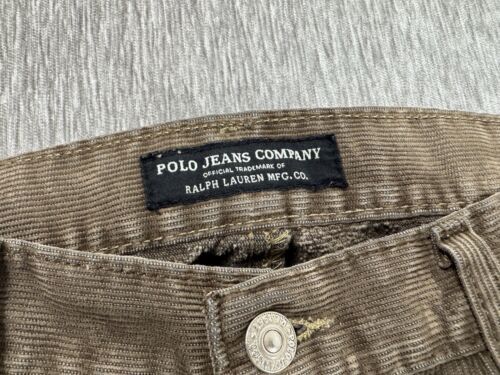 POLO JEANS COMPANY
OFFICIAL TRADEMARK OF
RALPH LAUREN MFG.CO.